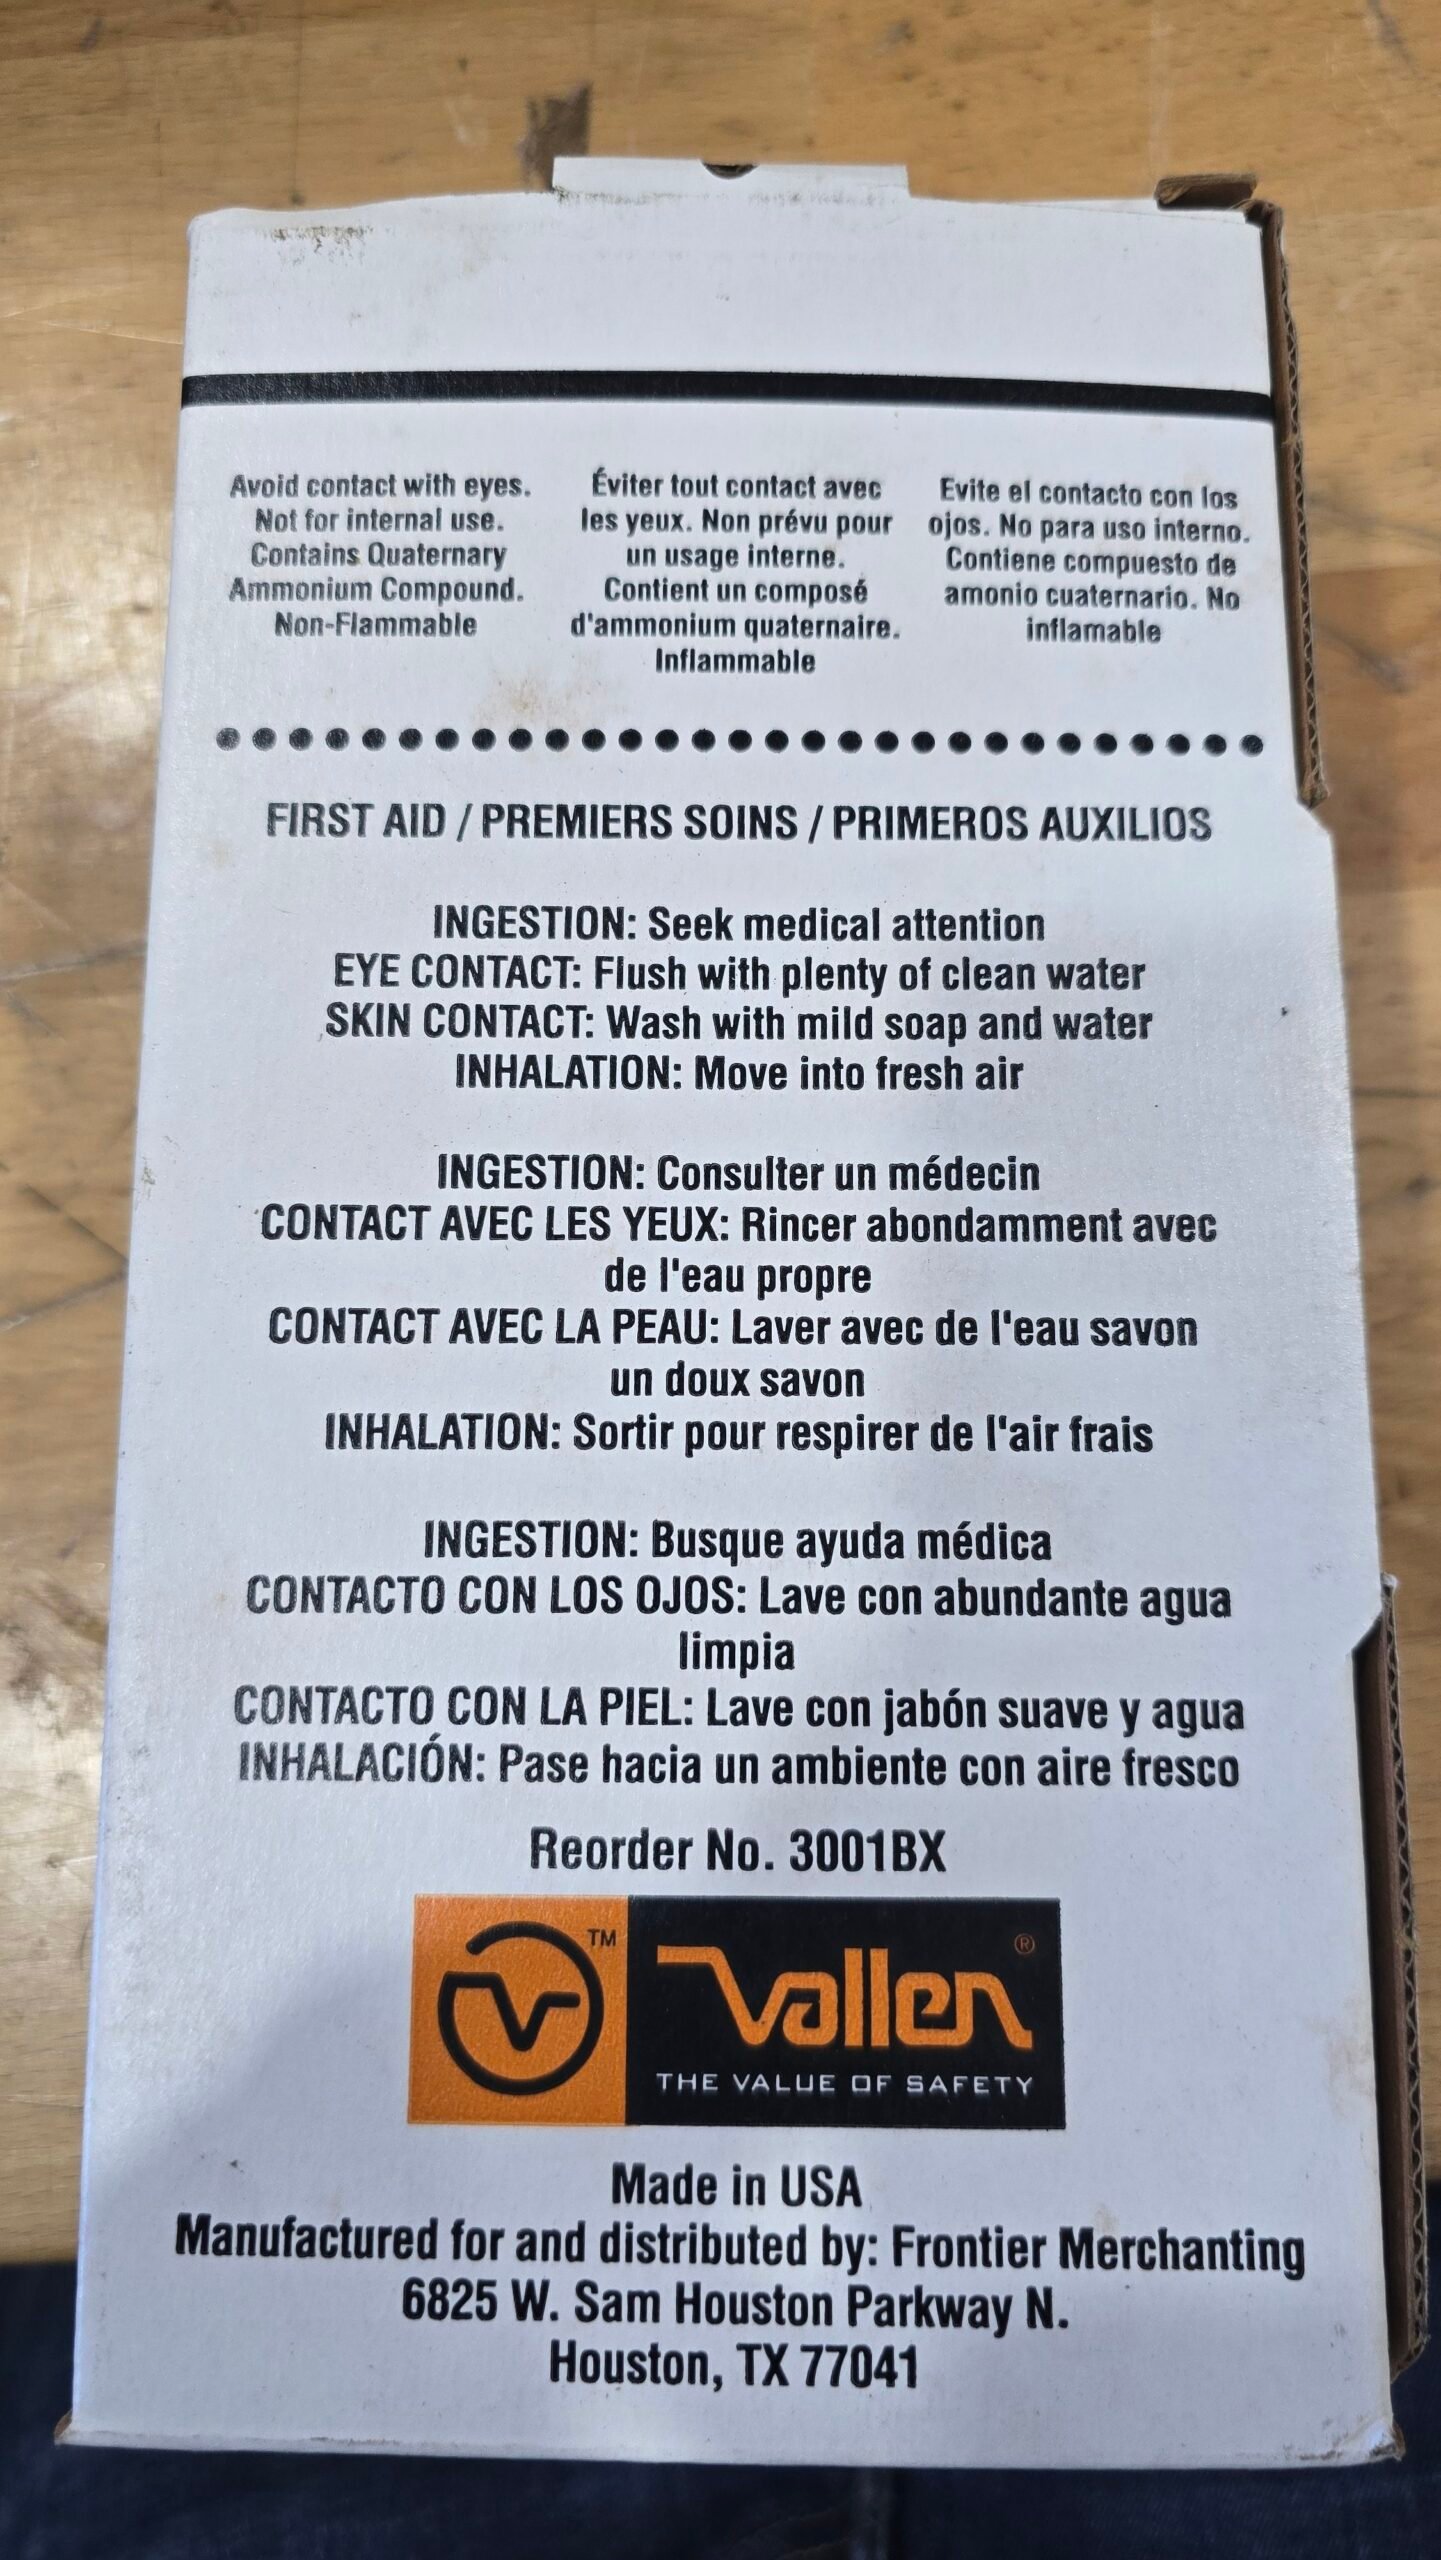 Avoid contact with eyes.
Not for internal use.
Contains Quaternary
Ammonium Compound.
Non-Flammable
Éviter tout contact avec
les yeux. Non prévu pour
un usage interne.
Contient un composé
d'ammonium quaternaire.
Inflammable
Evite el contacto con los
ojos. No para uso interno.
Contiene compuesto de
amonio cuaternario. No
inflamable
FIRST AID / PREMIERS SOINS / PRIMEROS AUXILIOS
INGESTION: Seek medical attention
EYE CONTACT: Flush with plenty of clean water
SKIN CONTACT: Wash with mild soap and water
INHALATION: Move into fresh air
INGESTION: Consulter un médecin
CONTACT AVEC LES YEUX: Rincer abondamment avec
de l'eau propre
CONTACT AVEC LA PEAU: Laver avec de l'eau savon
un doux savon
INHALATION: Sortir pour respirer de l'air frais
INGESTION: Busque ayuda médica
CONTACTO CON LOS OJOS: Lave con abundante agua
limpia
CONTACTO CON LA PIEL: Lave con jabón suave y agua
INHALACIÓN: Pase hacia un ambiente con aire fresco
Reorder No. 3001BX
V TM
Vallen ®
THE VALUE OF SAFETY
Made in USA
Manufactured for and distributed by: Frontier Merchanting
6825 W. Sam Houston Parkway N.
Houston, TX 77041